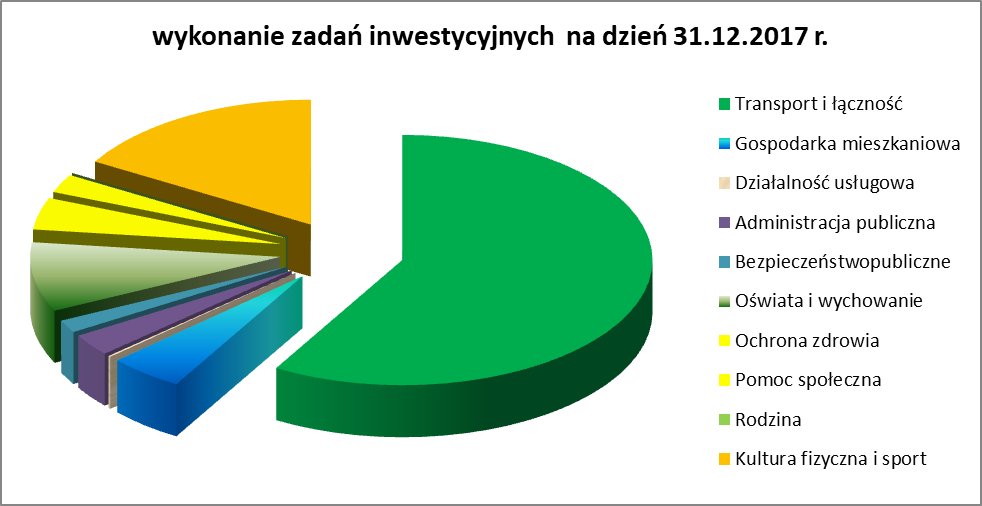 wykonanie zadań inwestycyjnych na dzień 31.12.2017 r.
Transport i łączność
Gospodarka mieszkaniowa
Działalność usługowa
Administracja publiczna
Bezpieczeństwopubliczne
Oświata i wychowanie
Ochrona zdrowia
Pomoc społeczna
Rodzina
Kultura fizyczna i sport